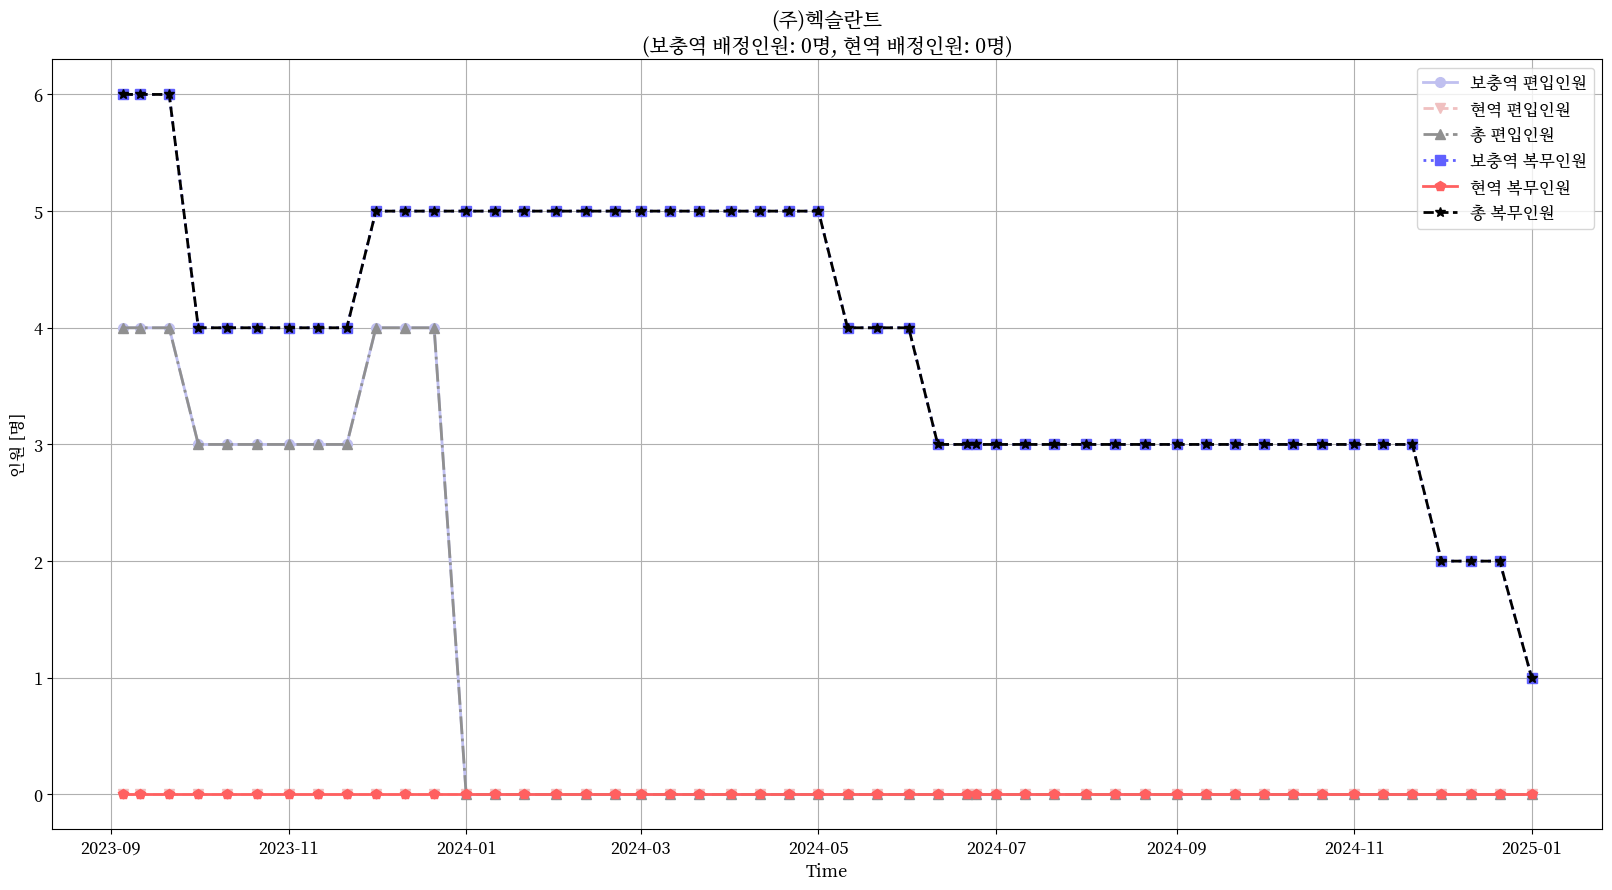 (주)헥슬란트
(보충역 배정인원: 0명, 현역 배정인원: 0명)
보충역 편입인원
현역 편입인원
총 편입인원
보충역 복무인원
현역 복무인원
총 복무인원
인원 [명]
6
5
4
3
2
1
0
2023-09
2023-11
2024-01
2024-03
2024-05
2024-07
2024-09
2024-11
2025-01
Time